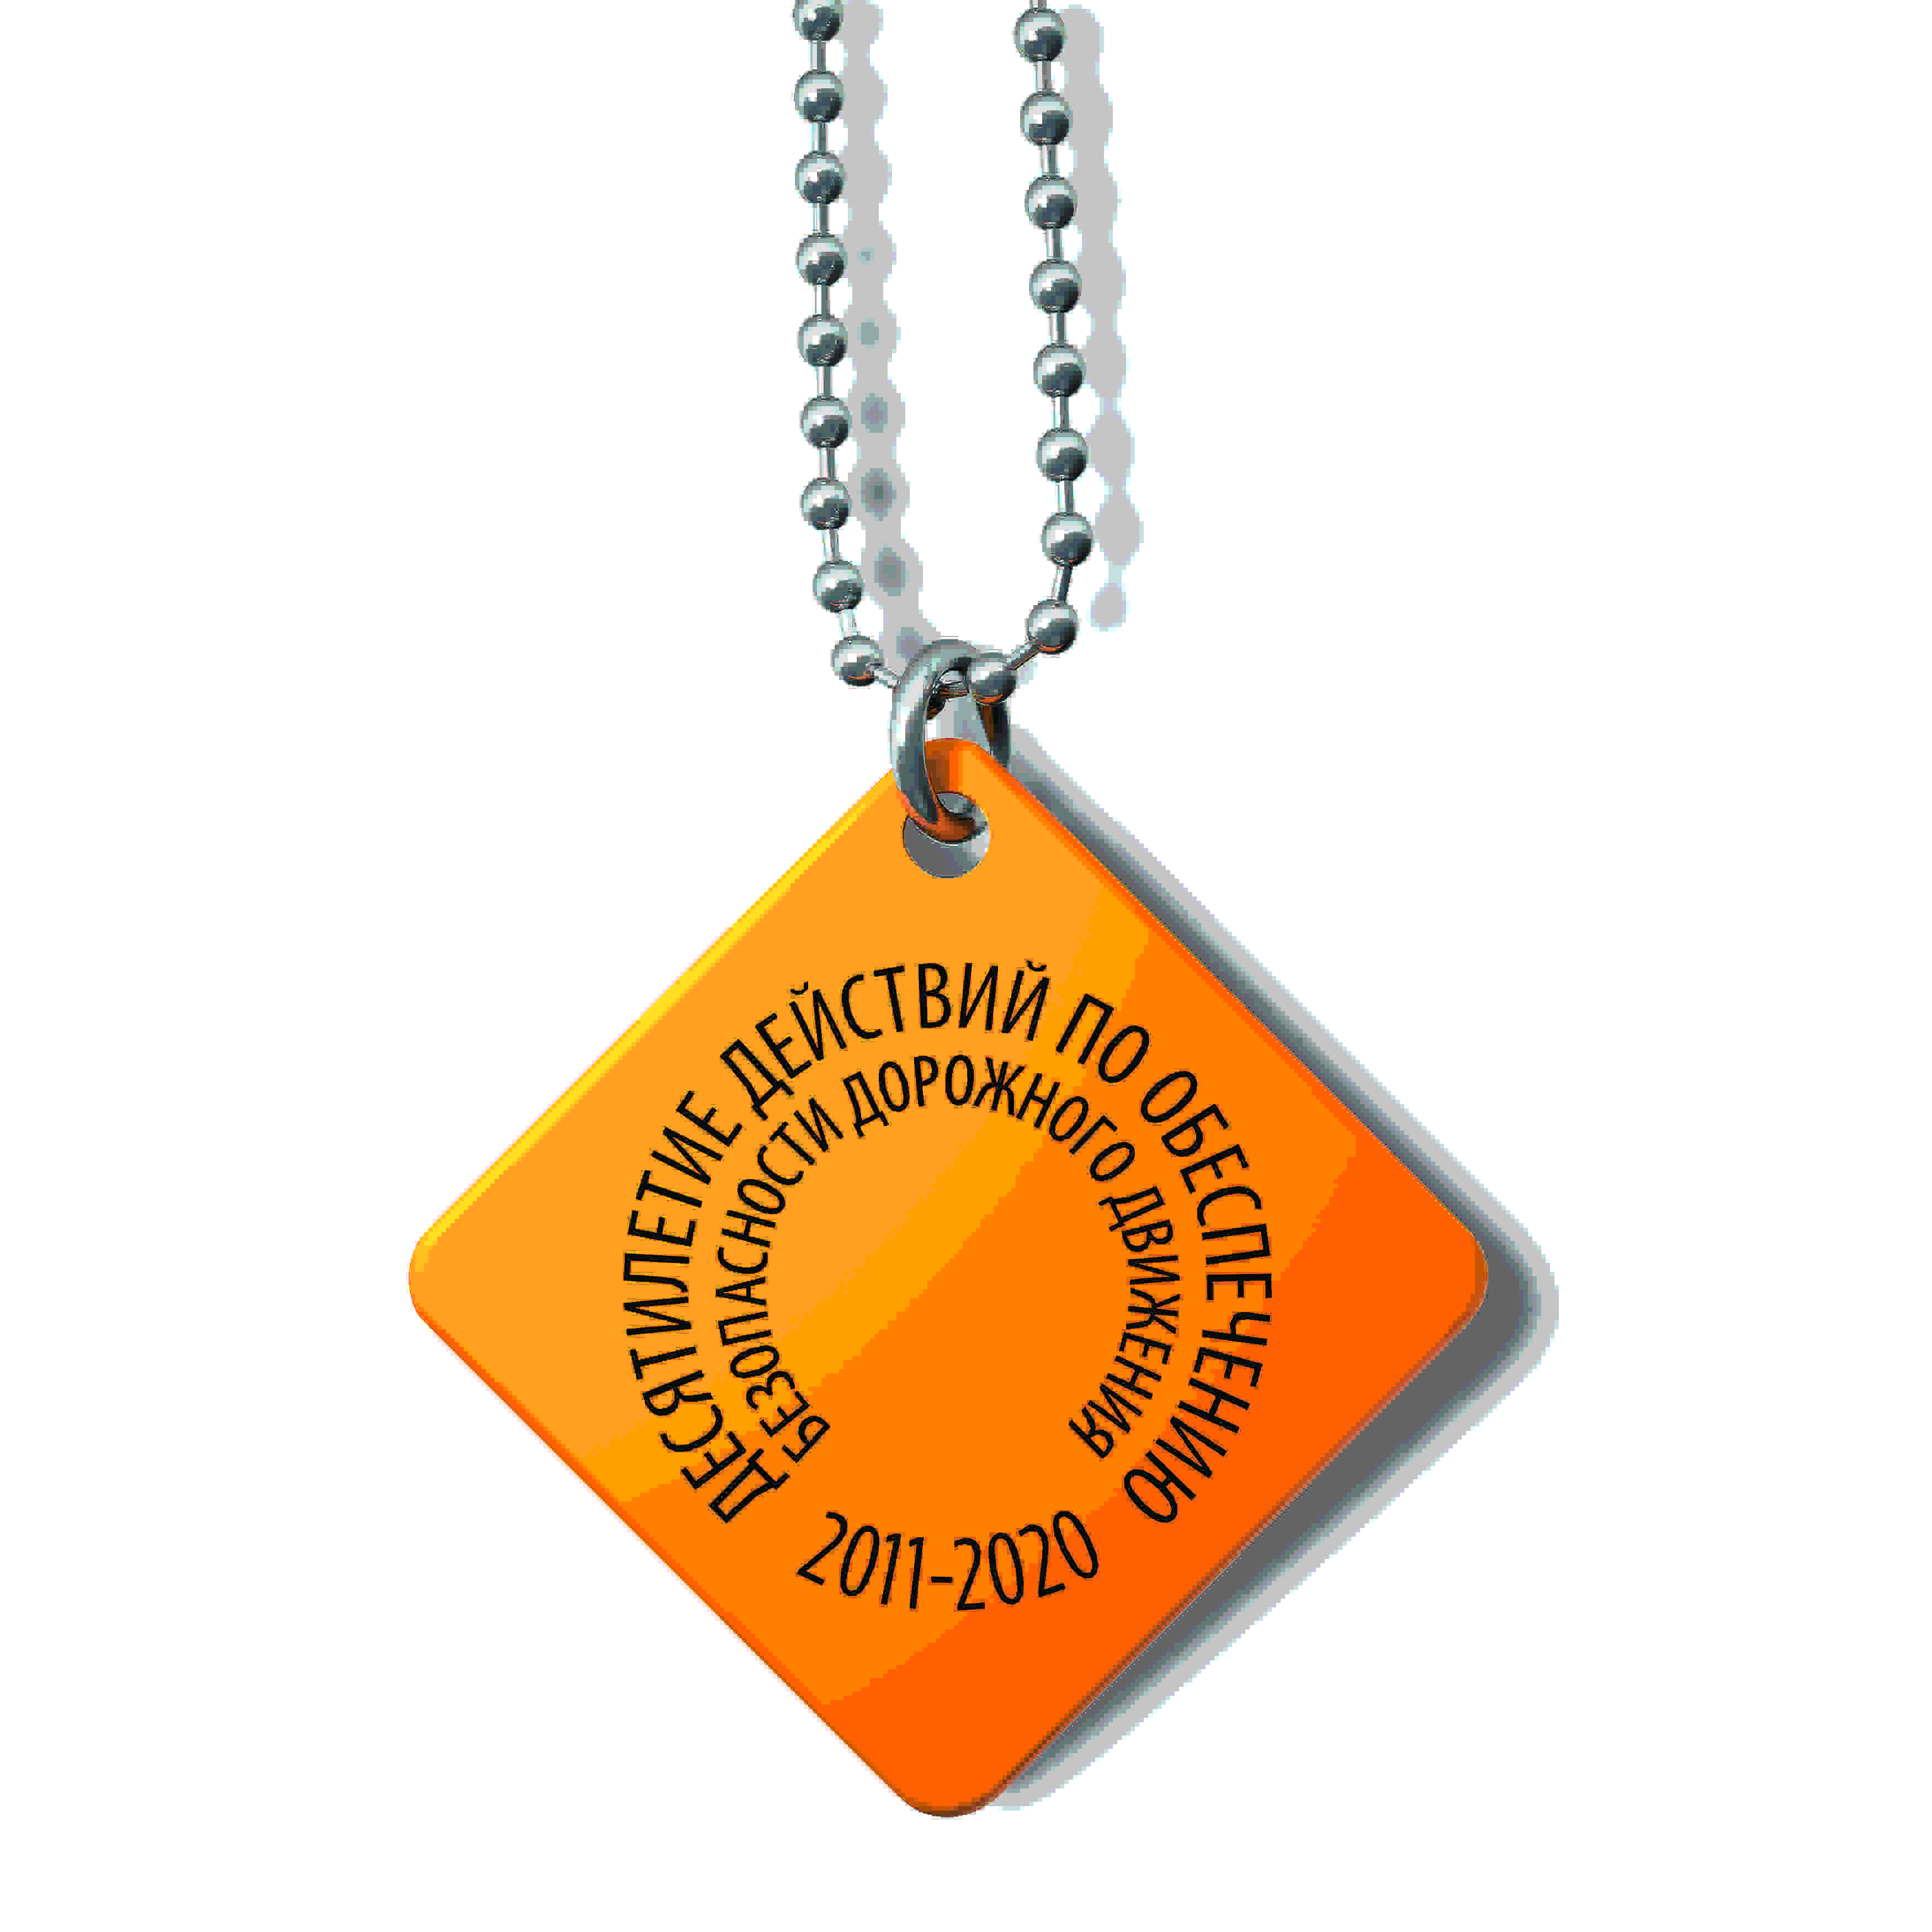 ДЕСЯТИЛЕТИЕ ДЕЙСТВИЙ ПО ОБЕСПЕЧЕНИЮ
БЕЗОПАСНОСТИ ДОРОЖНОГО ДВИЖЕНИЯ
2011-2020